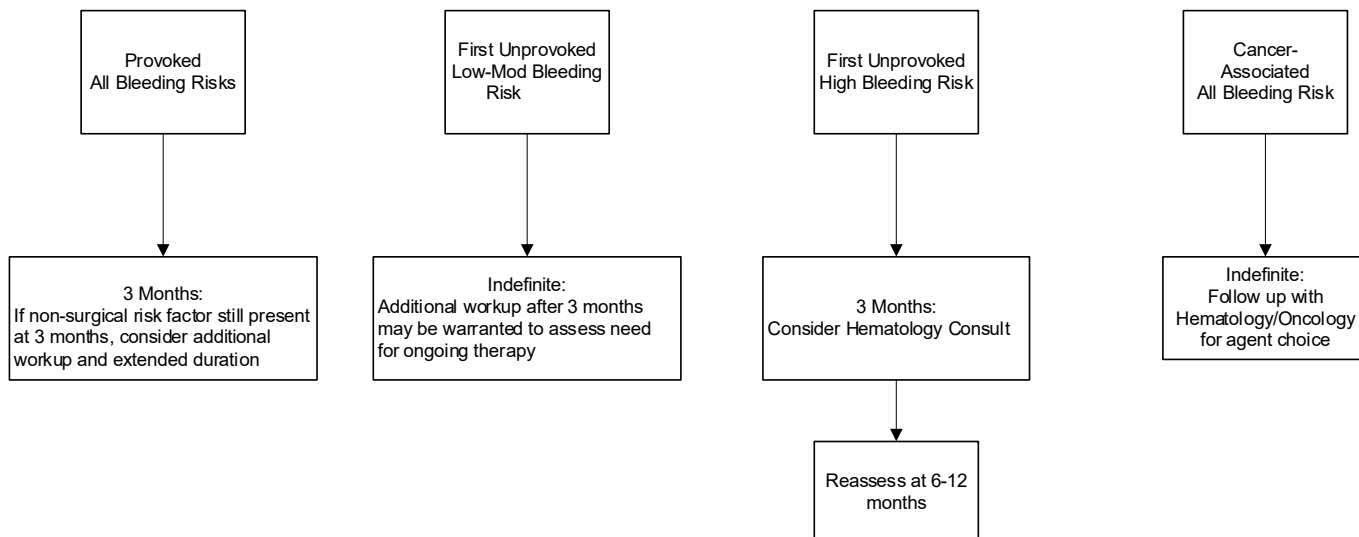 Provoked
All Bleeding Risks
First Unprovoked
Low-Mod Bleeding
Risk
First Unprovoked
High Bleeding Risk
Cancer-
Associated
All Bleeding Risk
3 Months:
If non-surgical risk factor still present
at 3 months, consider additional
workup and extended duration
Indefinite:
Additional workup after 3 months
may be warranted to assess need
for ongoing therapy
3 Months:
Consider Hematology Consult
Indefinite:
Follow up with
Hematology/Oncology
for agent choice
Reassess at 6-12
months